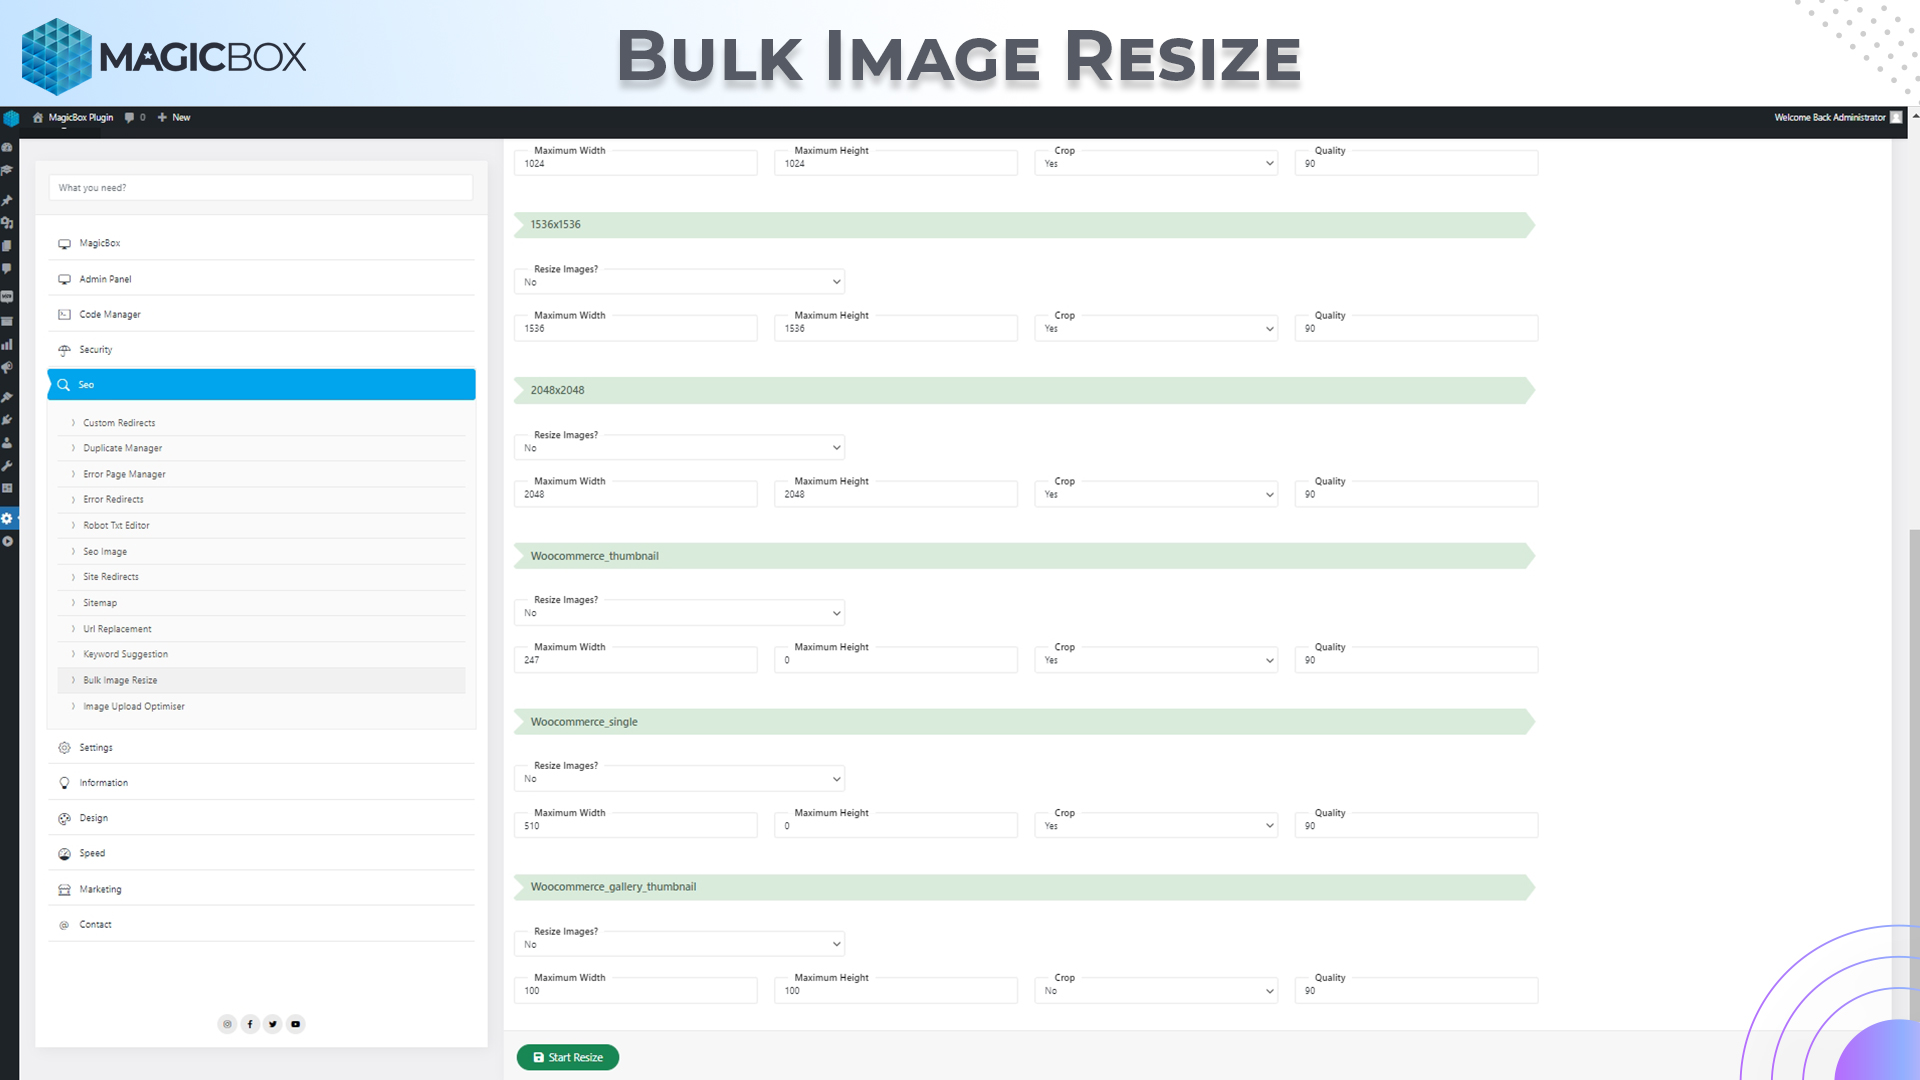 MAGICBOX
BULK IMAGE RESIZE
MagicBox Plugin
0
New
Welcome Back Administrator
What you need?
MagicBox
Admin Panel
Code Manager
Security
Seo
Custom Redirects
Duplicate Manager
Error Page Manager
Error Redirects
Robot Txt Editor
Seo Image
Site Redirects
Sitemap
Url Replacement
Keyword Suggestion
Bulk Image Resize
Image Upload Optimiser
Settings
Information
Design
Speed
Marketing
Contact
Maximum Width Maximum Height Crop Quality
1024 1024 Yes 90
1536x1536
Resize Images?
No
Maximum Width Maximum Height Crop Quality
1536 1536 Yes 90
2048x2048
Resize Images?
No
Maximum Width Maximum Height Crop Quality
2048 2048 Yes 90
Woocommerce_thumbnail
Resize Images?
No
Maximum Width Maximum Height Crop Quality
247 0 Yes 90
Woocommerce_single
Resize Images?
No
Maximum Width Maximum Height Crop Quality
510 0 Yes 90
Woocommerce_gallery_thumbnail
Resize Images?
No
Maximum Width Maximum Height Crop Quality
100 100 No 90
Start Resize